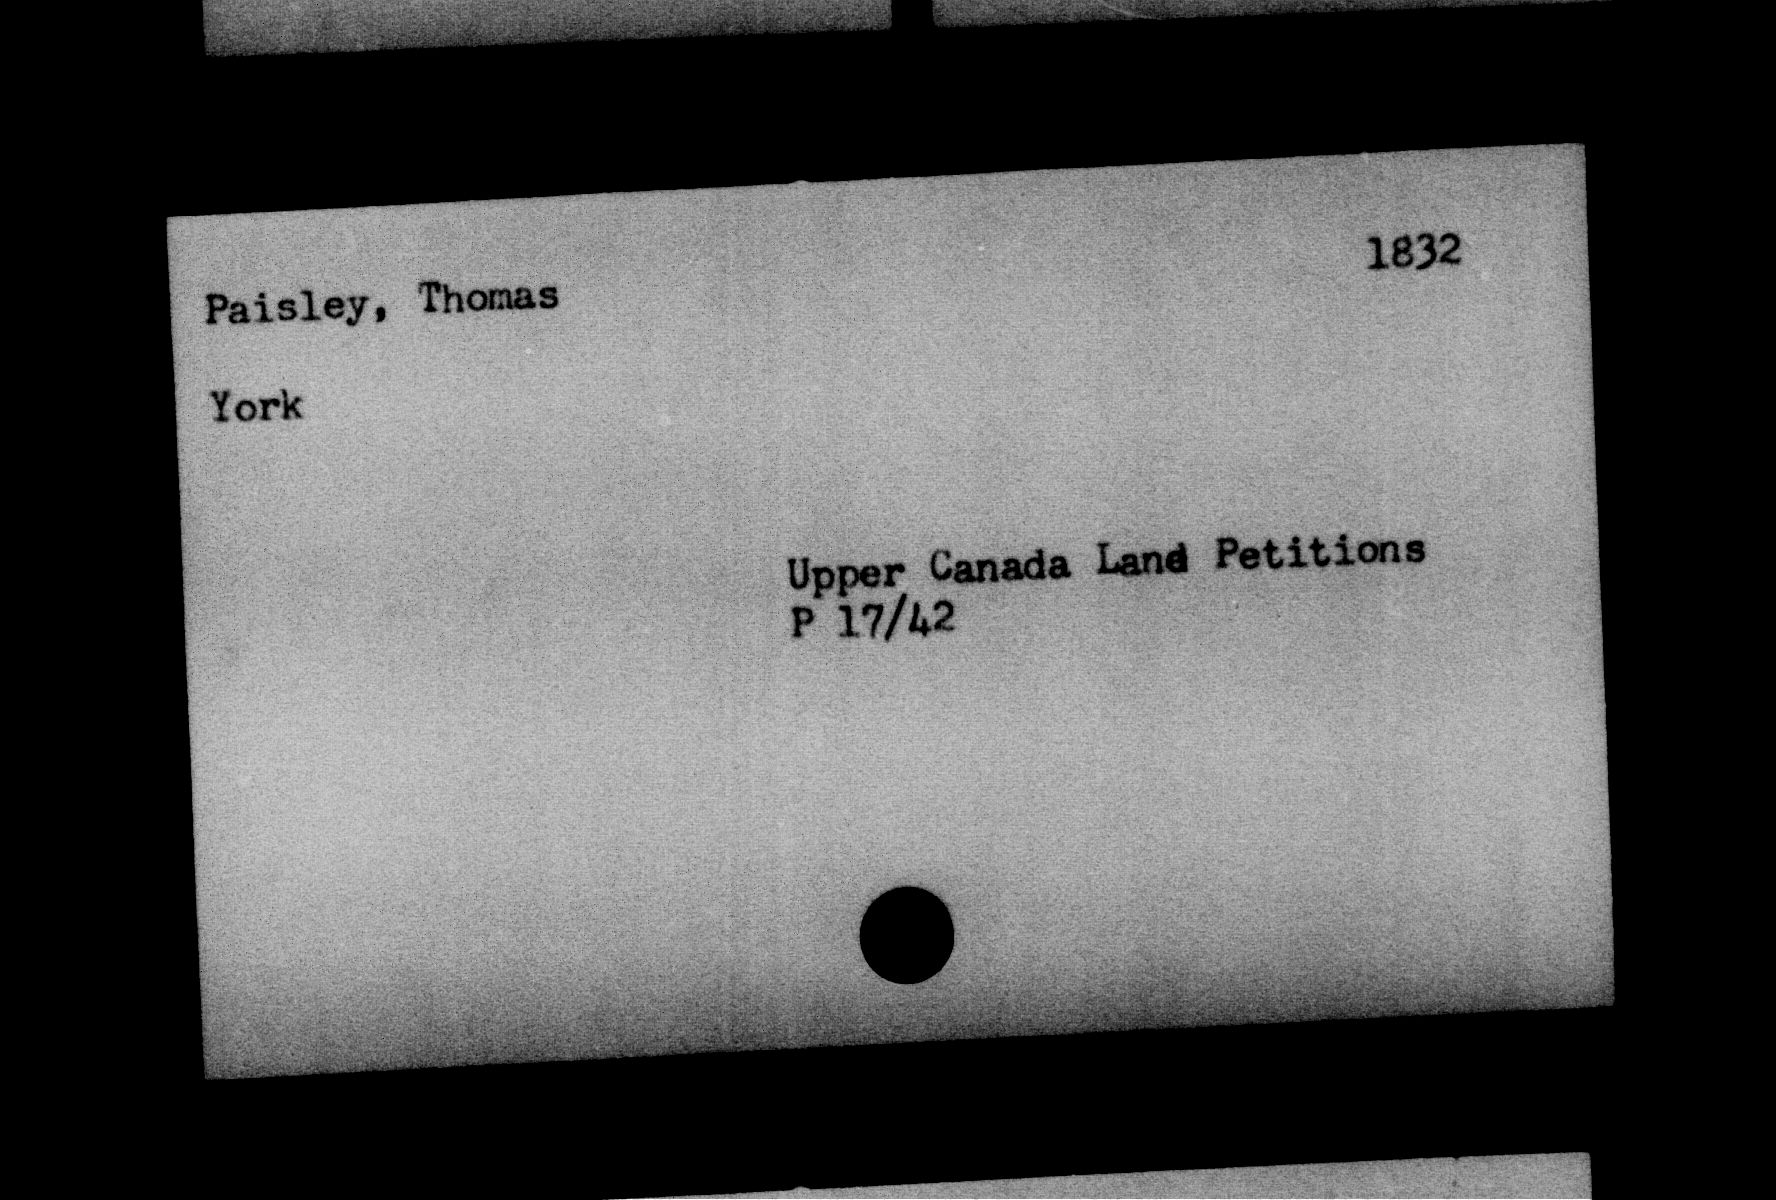 1832
Paisley, Thomas
York
Upper Canada Land Petitions
P 17/42